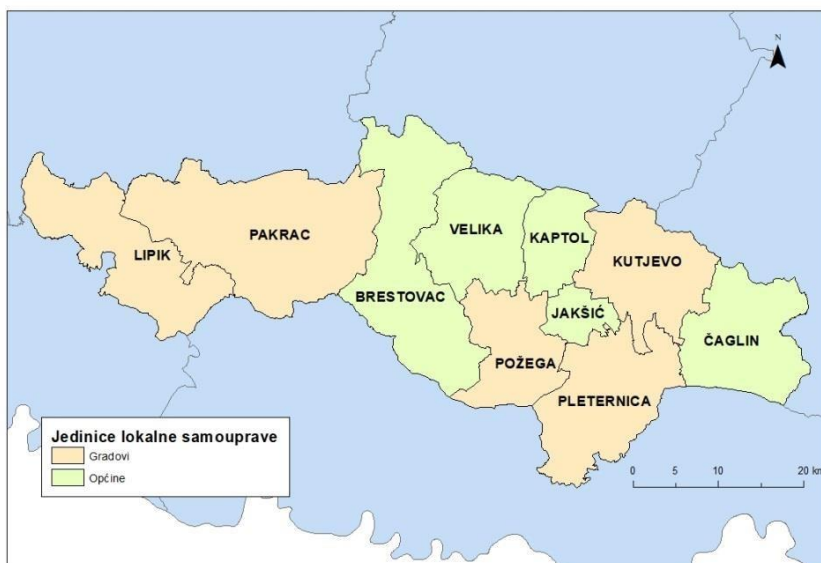 N
PAKRAC
LIPIK
VELIKA
KAPTOL
KUTJEVO
BRESTOVAC
JAKŠIĆ
ČAGLIN
POŽEGA
PLETERNICA
Jedinice lokalne samouprave
Gradovi
Općine
0 5 10 20 km